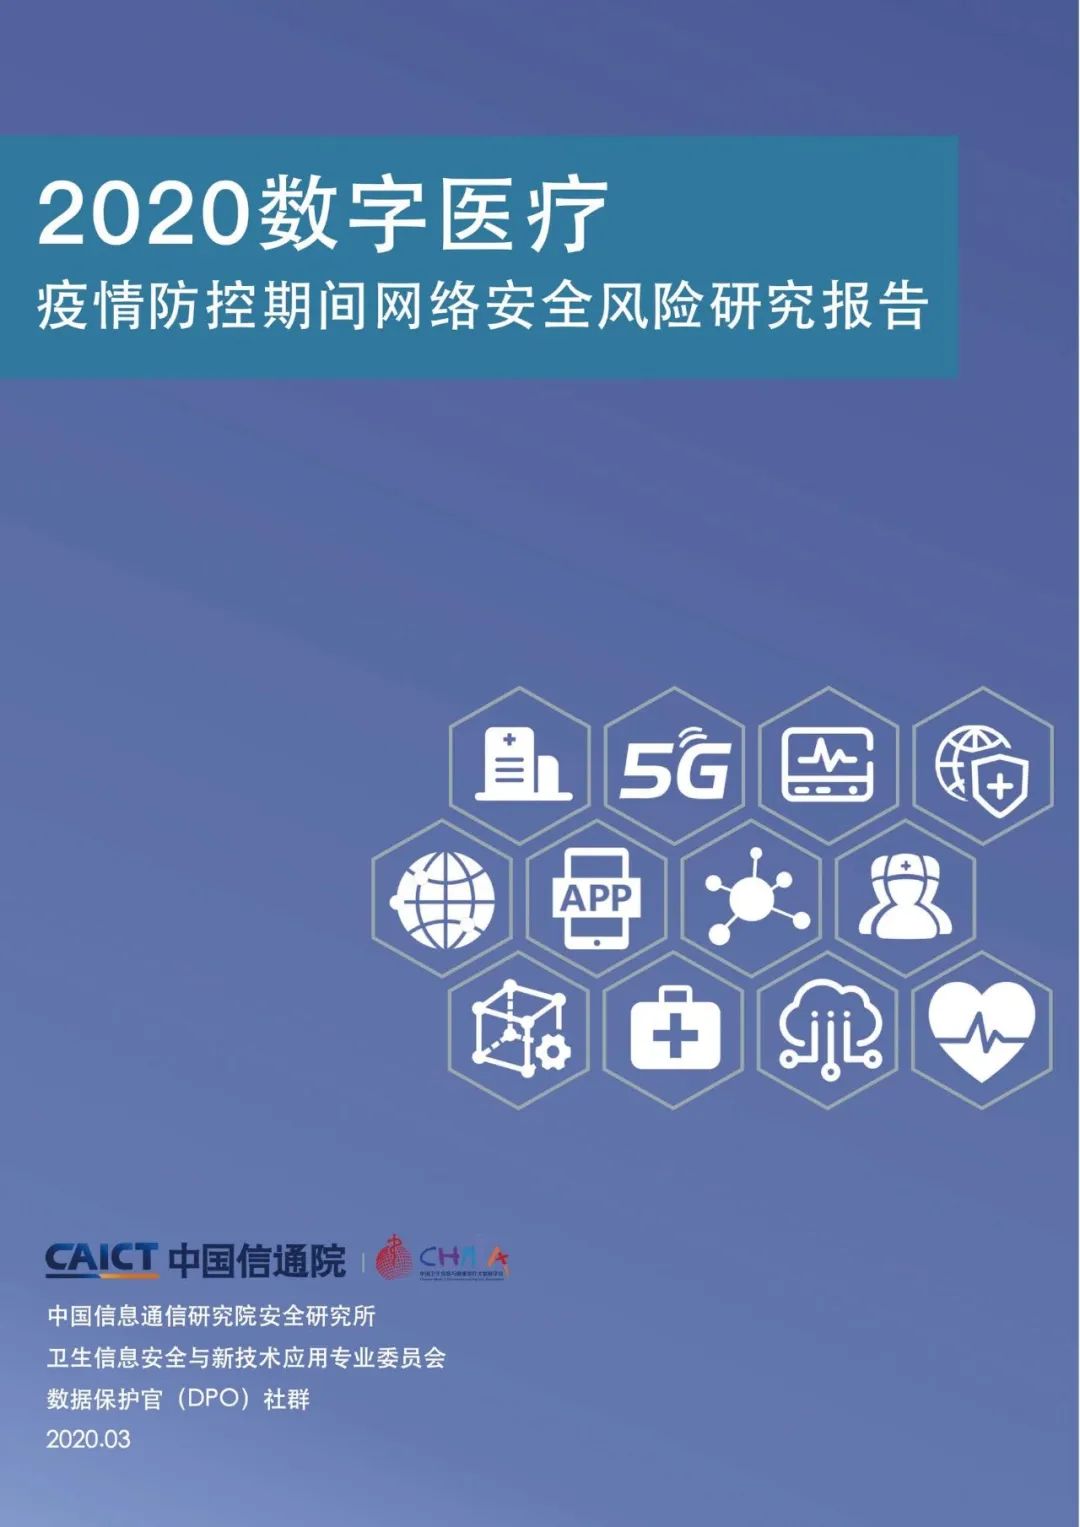 2020数字医疗
疫情防控期间网络安全风险研究报告
5G
APP
CAICT 中国信通院
中国信息通信研究院安全研究所
卫生信息安全与新技术应用专业委员会
数据保护官（DPO）社群
2020.03